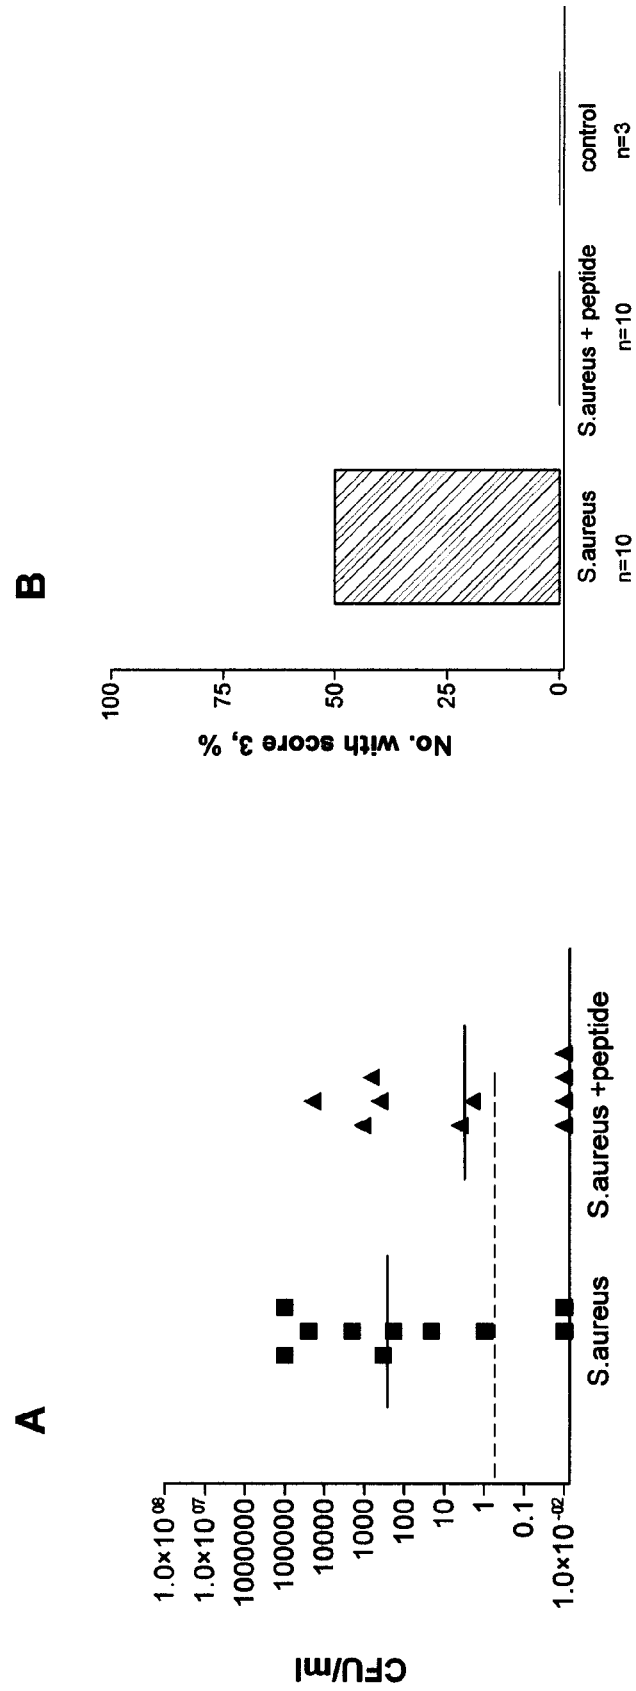 A
CFU/ml
1.0×10⁰⁸
1.0×10⁰⁷
1000000
100000
10000
1000
100
10
1
0.1
1.0×10⁻⁰²
S.aureus
S.aureus +peptide
B
No. with score 3, %
100
75
50
25
0
S.aureus
S.aureus + peptide
control
n=10
n=10
n=3